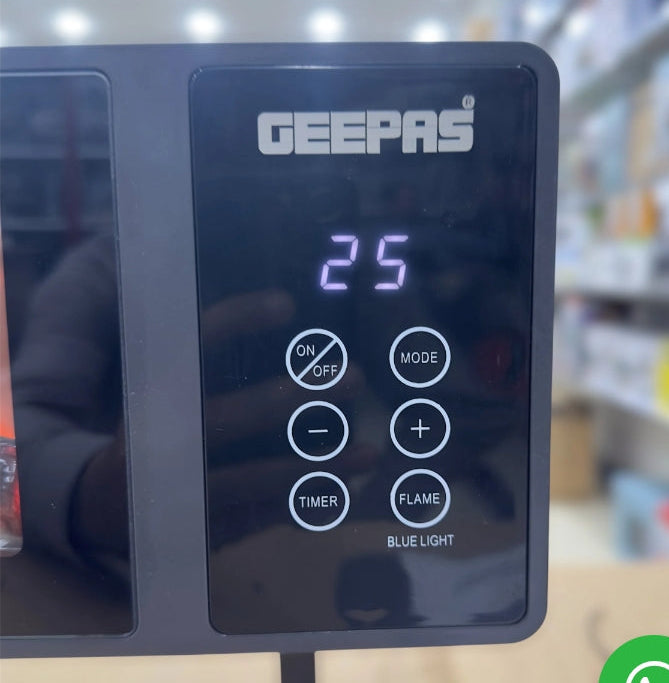 GEEPAS®
25
ON OFF MODE
− +
TIMER FLAME
BLUE LIGHT